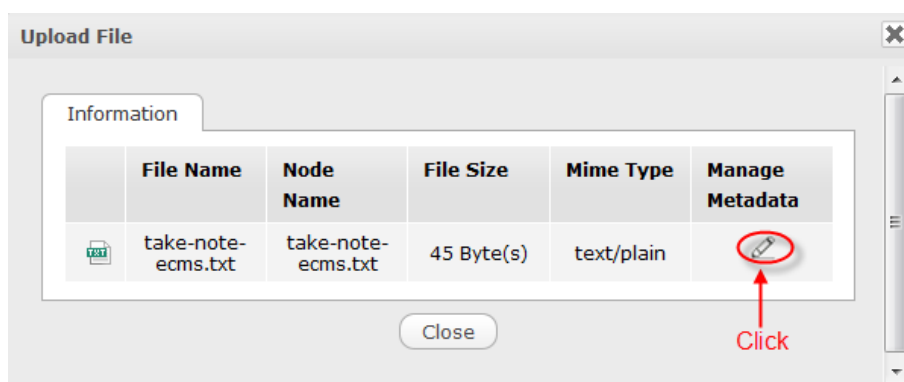 Upload File
Information
File Name Node Name File Size Mime Type Manage Metadata
TXT take-note-ecms.txt take-note-ecms.txt 45 Byte(s) text/plain
Close
Click